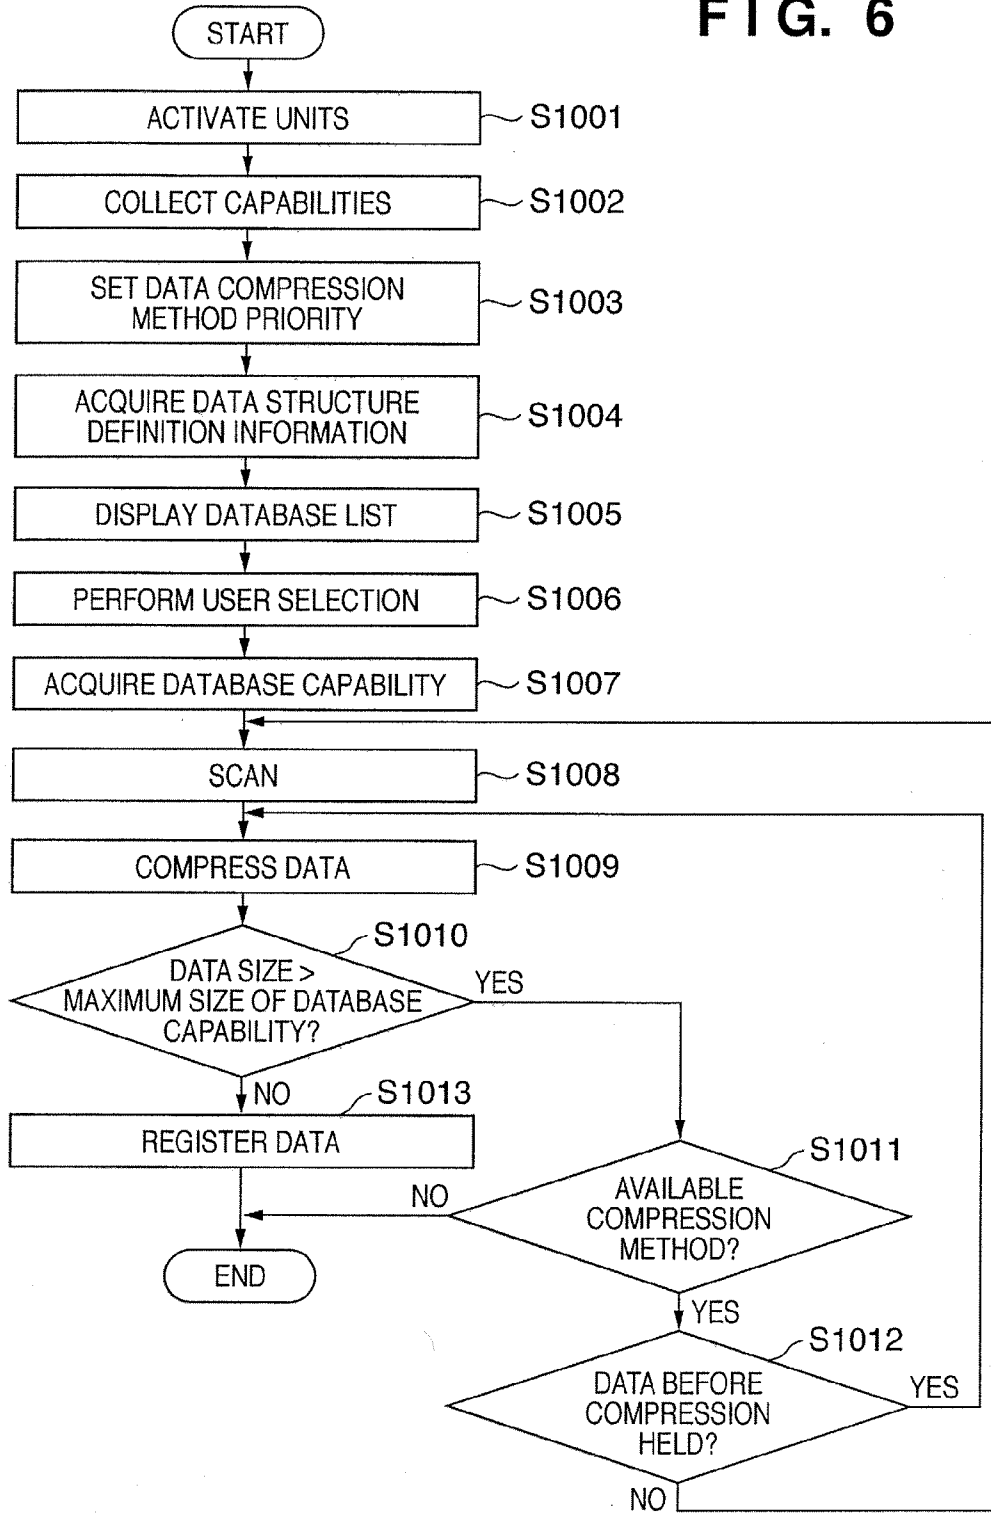 FIG. 6
START
ACTIVATE UNITS
S1001
COLLECT CAPABILITIES
S1002
SET DATA COMPRESSION
METHOD PRIORITY
S1003
ACQUIRE DATA STRUCTURE
DEFINITION INFORMATION
S1004
DISPLAY DATABASE LIST
S1005
PERFORM USER SELECTION
S1006
ACQUIRE DATABASE CAPABILITY
S1007
SCAN
S1008
COMPRESS DATA
S1009
S1010
DATA SIZE >
MAXIMUM SIZE OF DATABASE
CAPABILITY?
YES
NO
S1013
REGISTER DATA
S1011
AVAILABLE
COMPRESSION
METHOD?
NO
END
YES
S1012
DATA BEFORE
COMPRESSION
HELD?
YES
NO